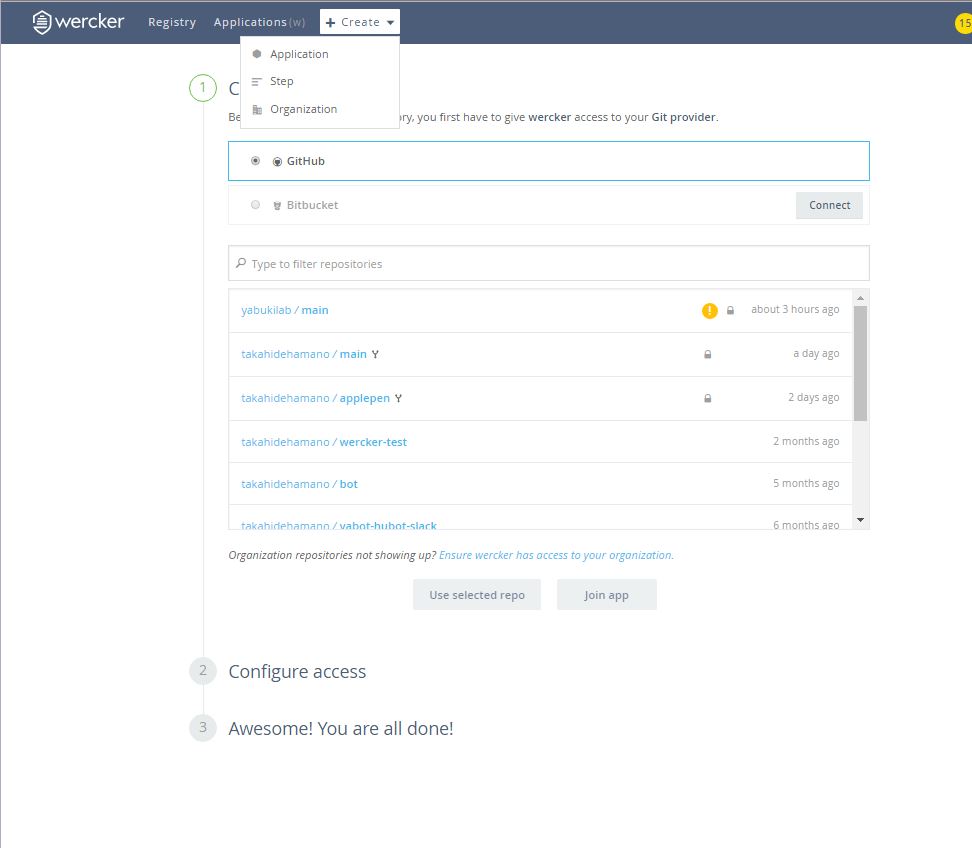 wercker Registry Applications(w) + Create 15
Application
Step
Organization
1 C
Be ory, you first have to give wercker access to your Git provider.
GitHub
Bitbucket Connect
Type to filter repositories
yabukilab / main ! about 3 hours ago
takahidehamano / main a day ago
takahidehamano / applepen 2 days ago
takahidehamano / wercker-test 2 months ago
takahidehamano / bot 5 months ago
takahidehamano / yabot-hubot-slack 6 months ago
Organization repositories not showing up? Ensure wercker has access to your organization.
Use selected repo Join app
2 Configure access
3 Awesome! You are all done!